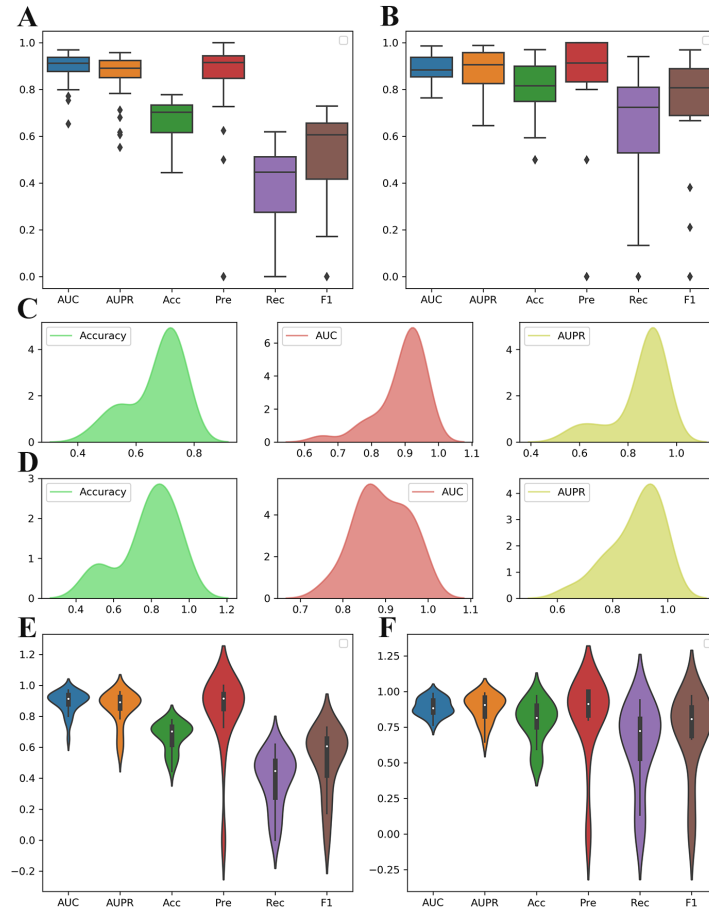 A
B
1.0
0.8
0.6
0.4
0.2
0.0
AUC AUPR Acc Pre Rec F1
1.0
0.8
0.6
0.4
0.2
0.0
AUC AUPR Acc Pre Rec F1
C
Accuracy
4
2
0
0.4 0.6 0.8
AUC
6
4
2
0
0.6 0.7 0.8 0.9 1.0 1.1
AUPR
4
2
0
0.4 0.6 0.8 1.0
D
Accuracy
3
2
1
0
0.4 0.6 0.8 1.0 1.2
AUC
4
2
0
0.7 0.8 0.9 1.0 1.1
AUPR
4
3
2
1
0
0.6 0.8 1.0
E
F
1.2
1.0
0.8
0.6
0.4
0.2
0.0
−0.2
AUC AUPR Acc Pre Rec F1
1.25
1.00
0.75
0.50
0.25
0.00
−0.25
AUC AUPR Acc Pre Rec F1